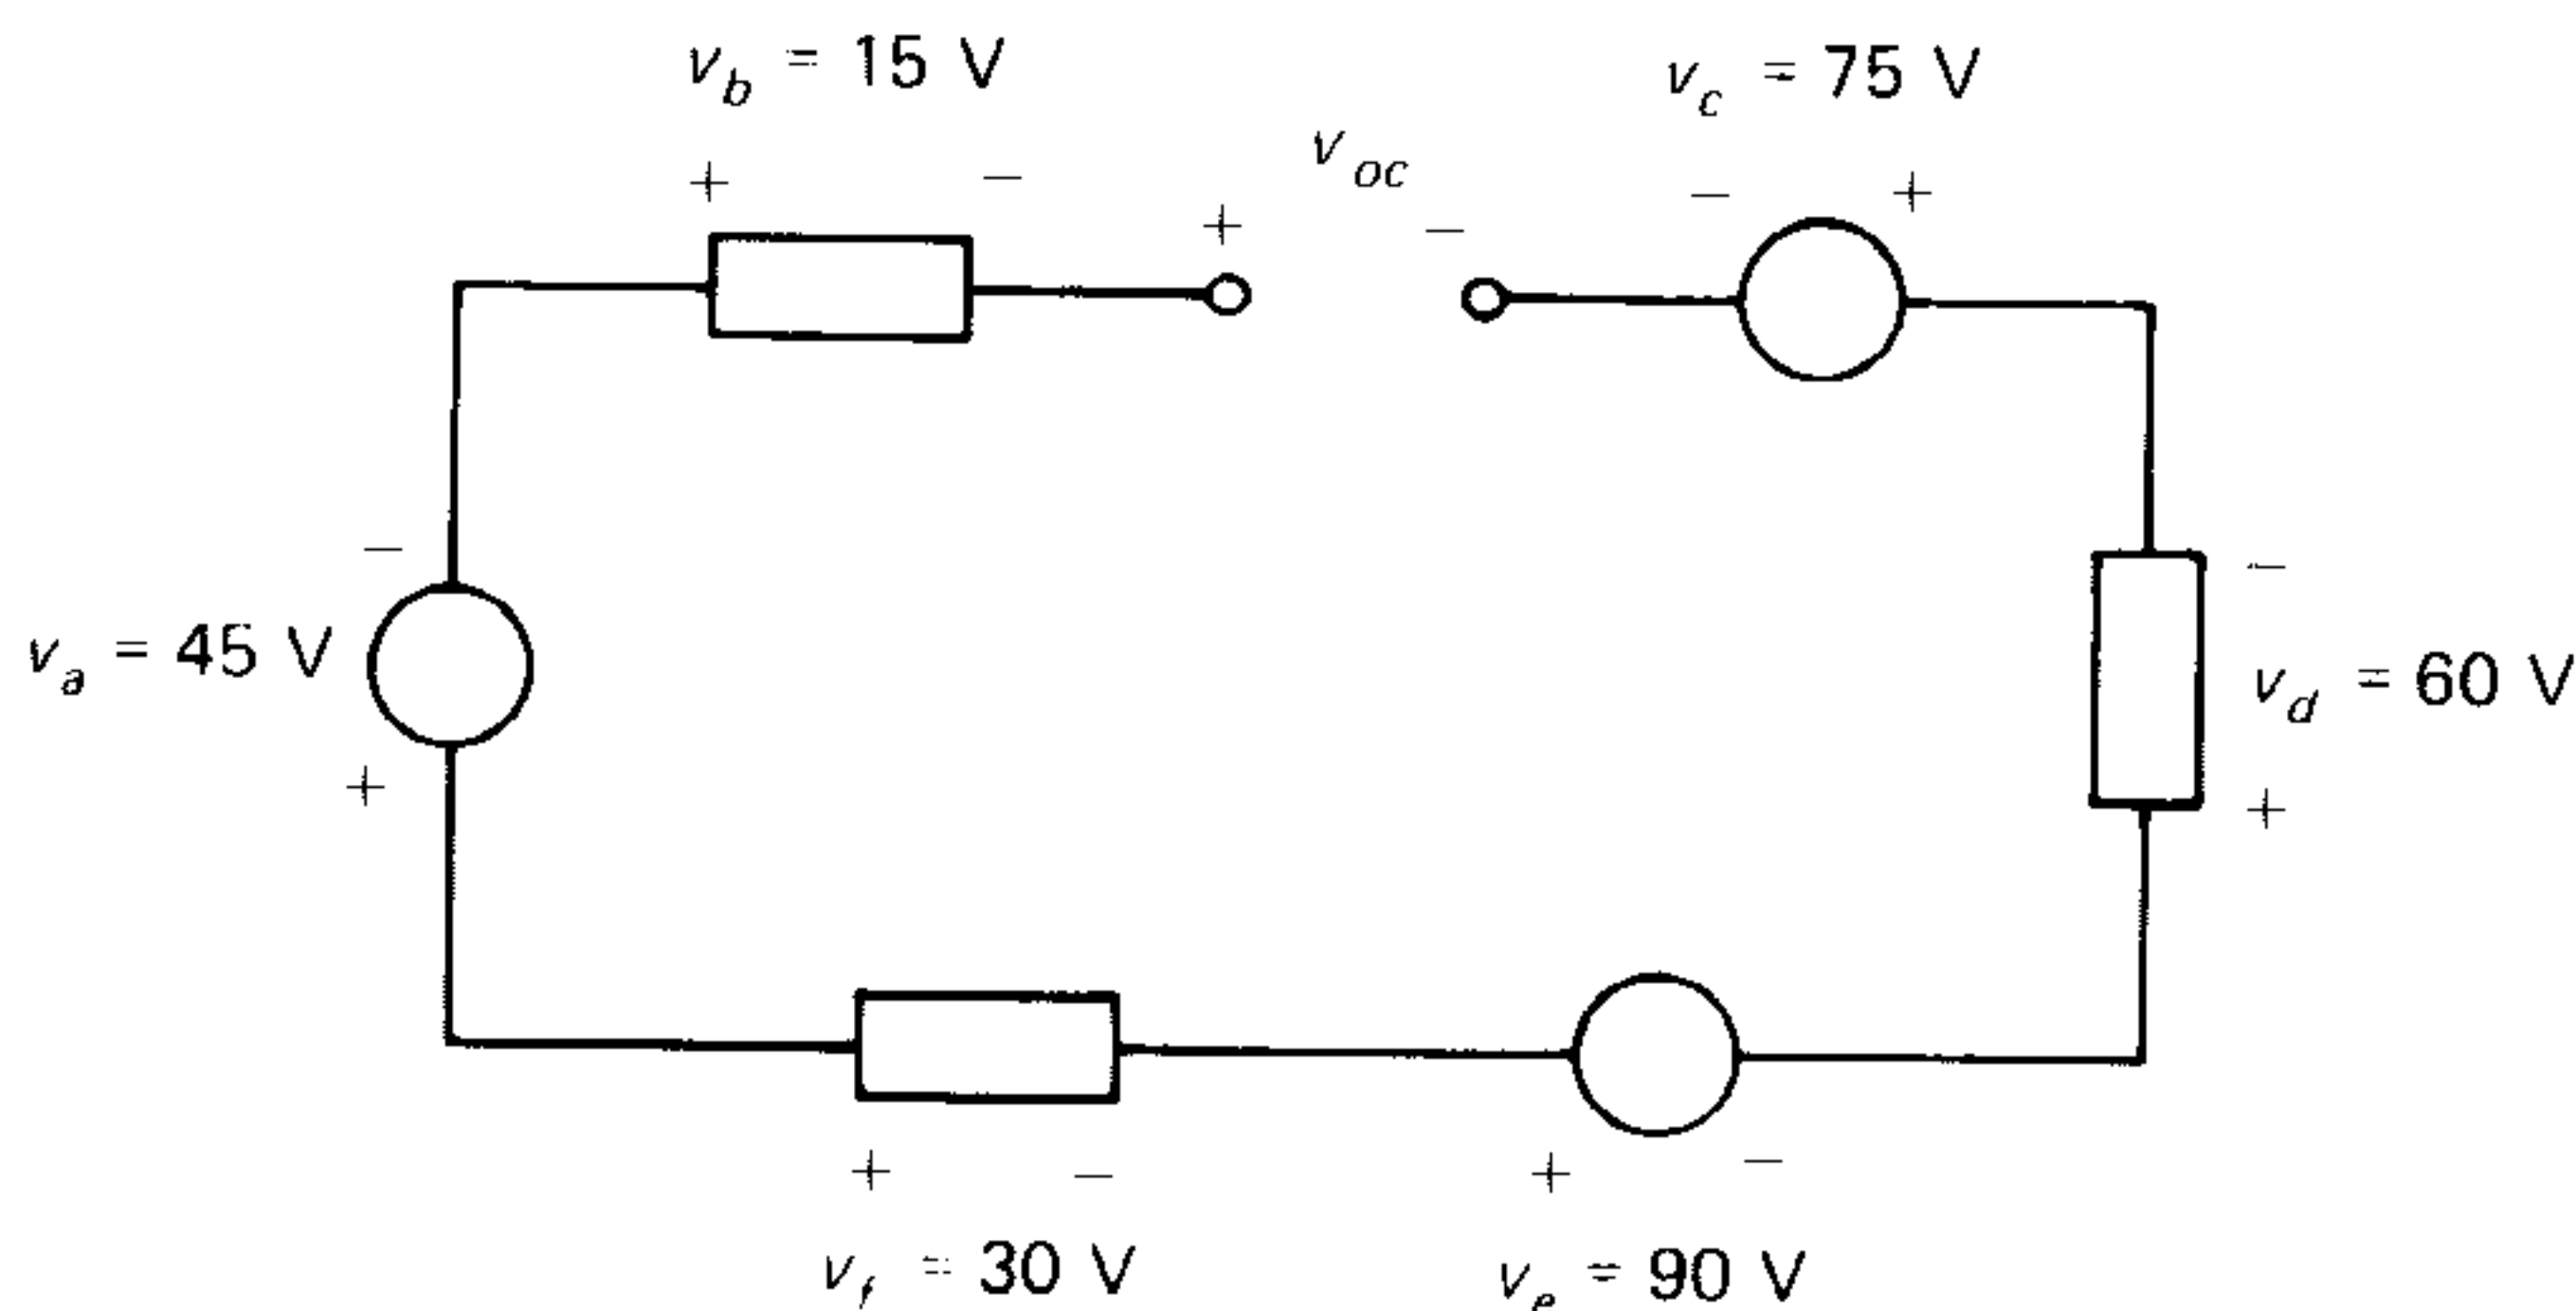 v_b = 15 V
v_c = 75 V
v_oc
+ −
+ −
− +
−
v_a = 45 V
+
−
v_d = 60 V
+
+ −
+ −
v_f = 30 V
v_e = 90 V